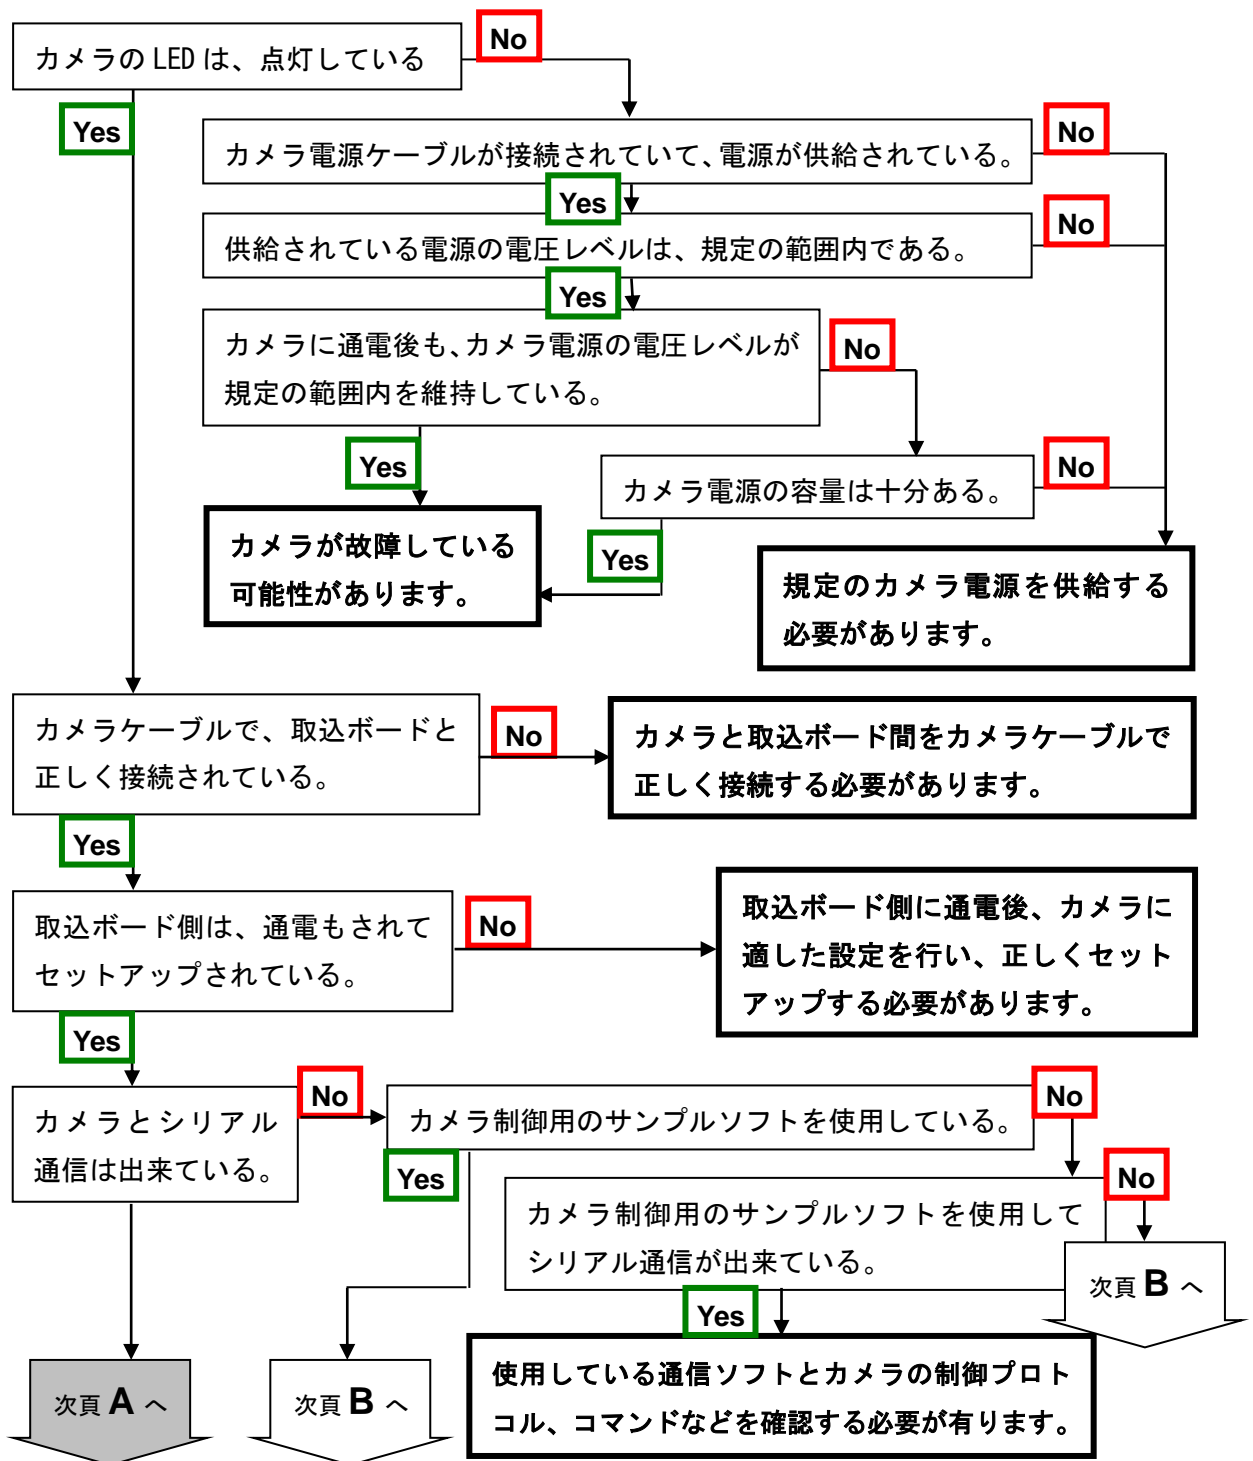 カメラの LED は、点灯している
No
Yes
カメラ電源ケーブルが接続されていて、電源が供給されている。
No
Yes
供給されている電源の電圧レベルは、規定の範囲内である。
No
Yes
カメラに通電後も、カメラ電源の電圧レベルが
規定の範囲内を維持している。
No
Yes
カメラ電源の容量は十分ある。
No
Yes
カメラが故障している
可能性があります。
規定のカメラ電源を供給する
必要があります。
カメラケーブルで、取込ボードと
正しく接続されている。
No
カメラと取込ボード間をカメラケーブルで
正しく接続する必要があります。
Yes
取込ボード側は、通電もされて
セットアップされている。
No
取込ボード側に通電後、カメラに
適した設定を行い、正しくセット
アップする必要があります。
Yes
カメラとシリアル
通信は出来ている。
No
カメラ制御用のサンプルソフトを使用している。
No
Yes
カメラ制御用のサンプルソフトを使用して
シリアル通信が出来ている。
No
次頁 B へ
Yes
使用している通信ソフトとカメラの制御プロト
コル、コマンドなどを確認する必要が有ります。
次頁 A へ
次頁 B へ